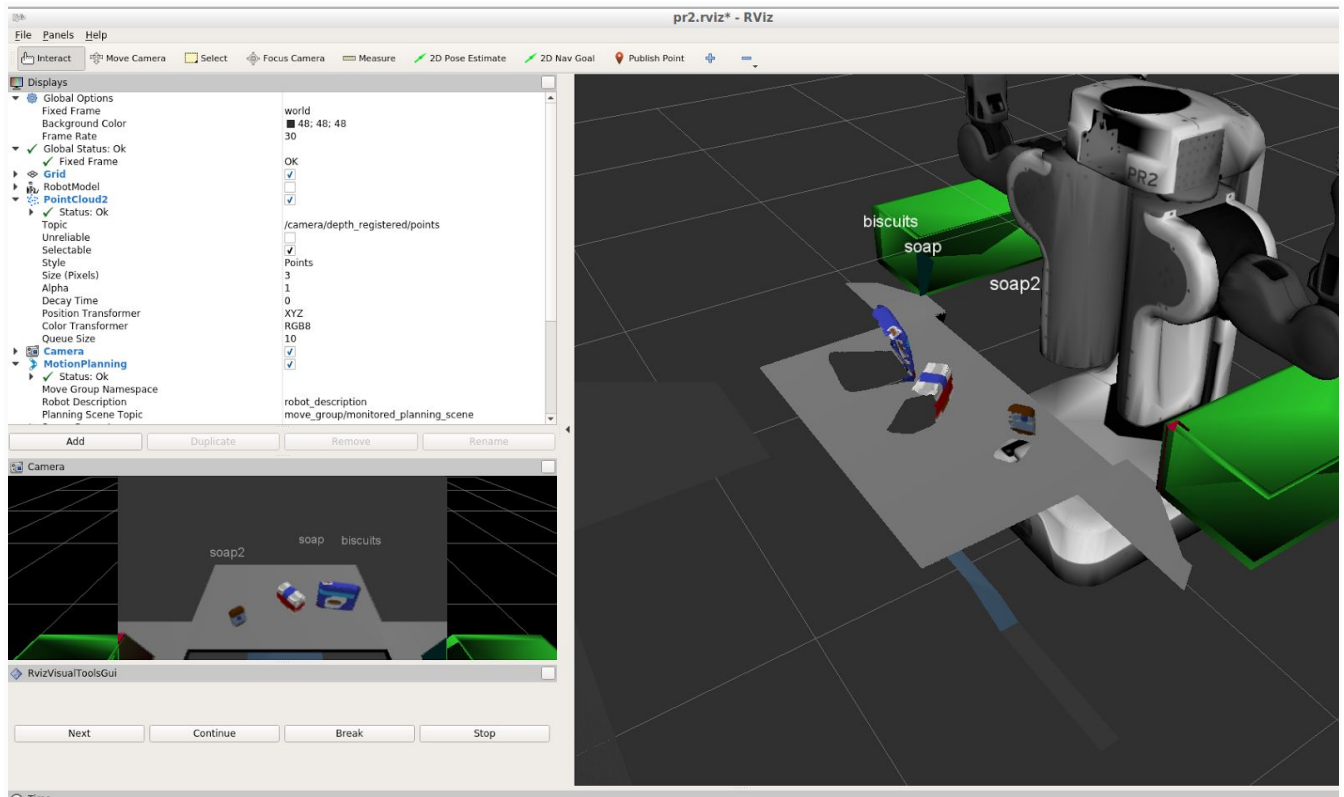 pr2.rviz* - RViz
File Panels Help
Interact Move Camera Select Focus Camera Measure 2D Pose Estimate 2D Nav Goal Publish Point
Displays
Global Options
Fixed Frame world
Background Color 48; 48; 48
Frame Rate 30
Global Status: Ok
Fixed Frame OK
Grid
RobotModel
PointCloud2
Status: Ok
Topic /camera/depth_registered/points
Unreliable
Selectable
Style Points
Size (Pixels) 3
Alpha 1
Decay Time 0
Position Transformer XYZ
Color Transformer RGB8
Queue Size 10
Camera
MotionPlanning
Status: Ok
Move Group Namespace
Robot Description robot_description
Planning Scene Topic move_group/monitored_planning_scene
Add Duplicate Remove Rename
Camera
soap2 soap biscuits
RvizVisualToolsGui
Next Continue Break Stop
PR2
biscuits
soap
soap2